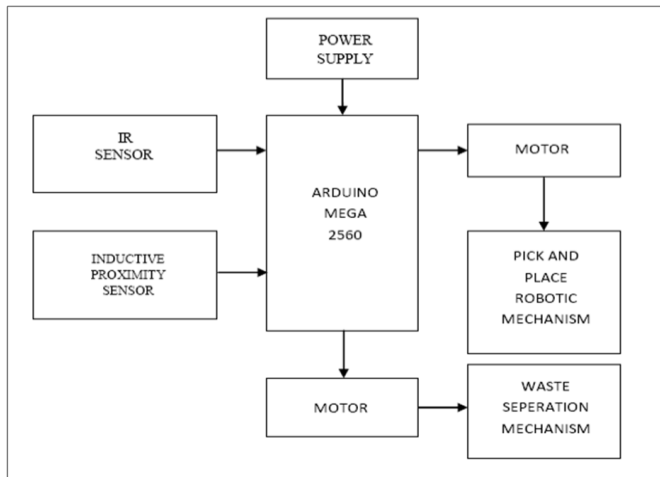 POWER
SUPPLY
IR
SENSOR
ARDUINO
MEGA
2560
MOTOR
INDUCTIVE
PROXIMITY
SENSOR
PICK AND
PLACE
ROBOTIC
MECHANISM
MOTOR
WASTE
SEPERATION
MECHANISM